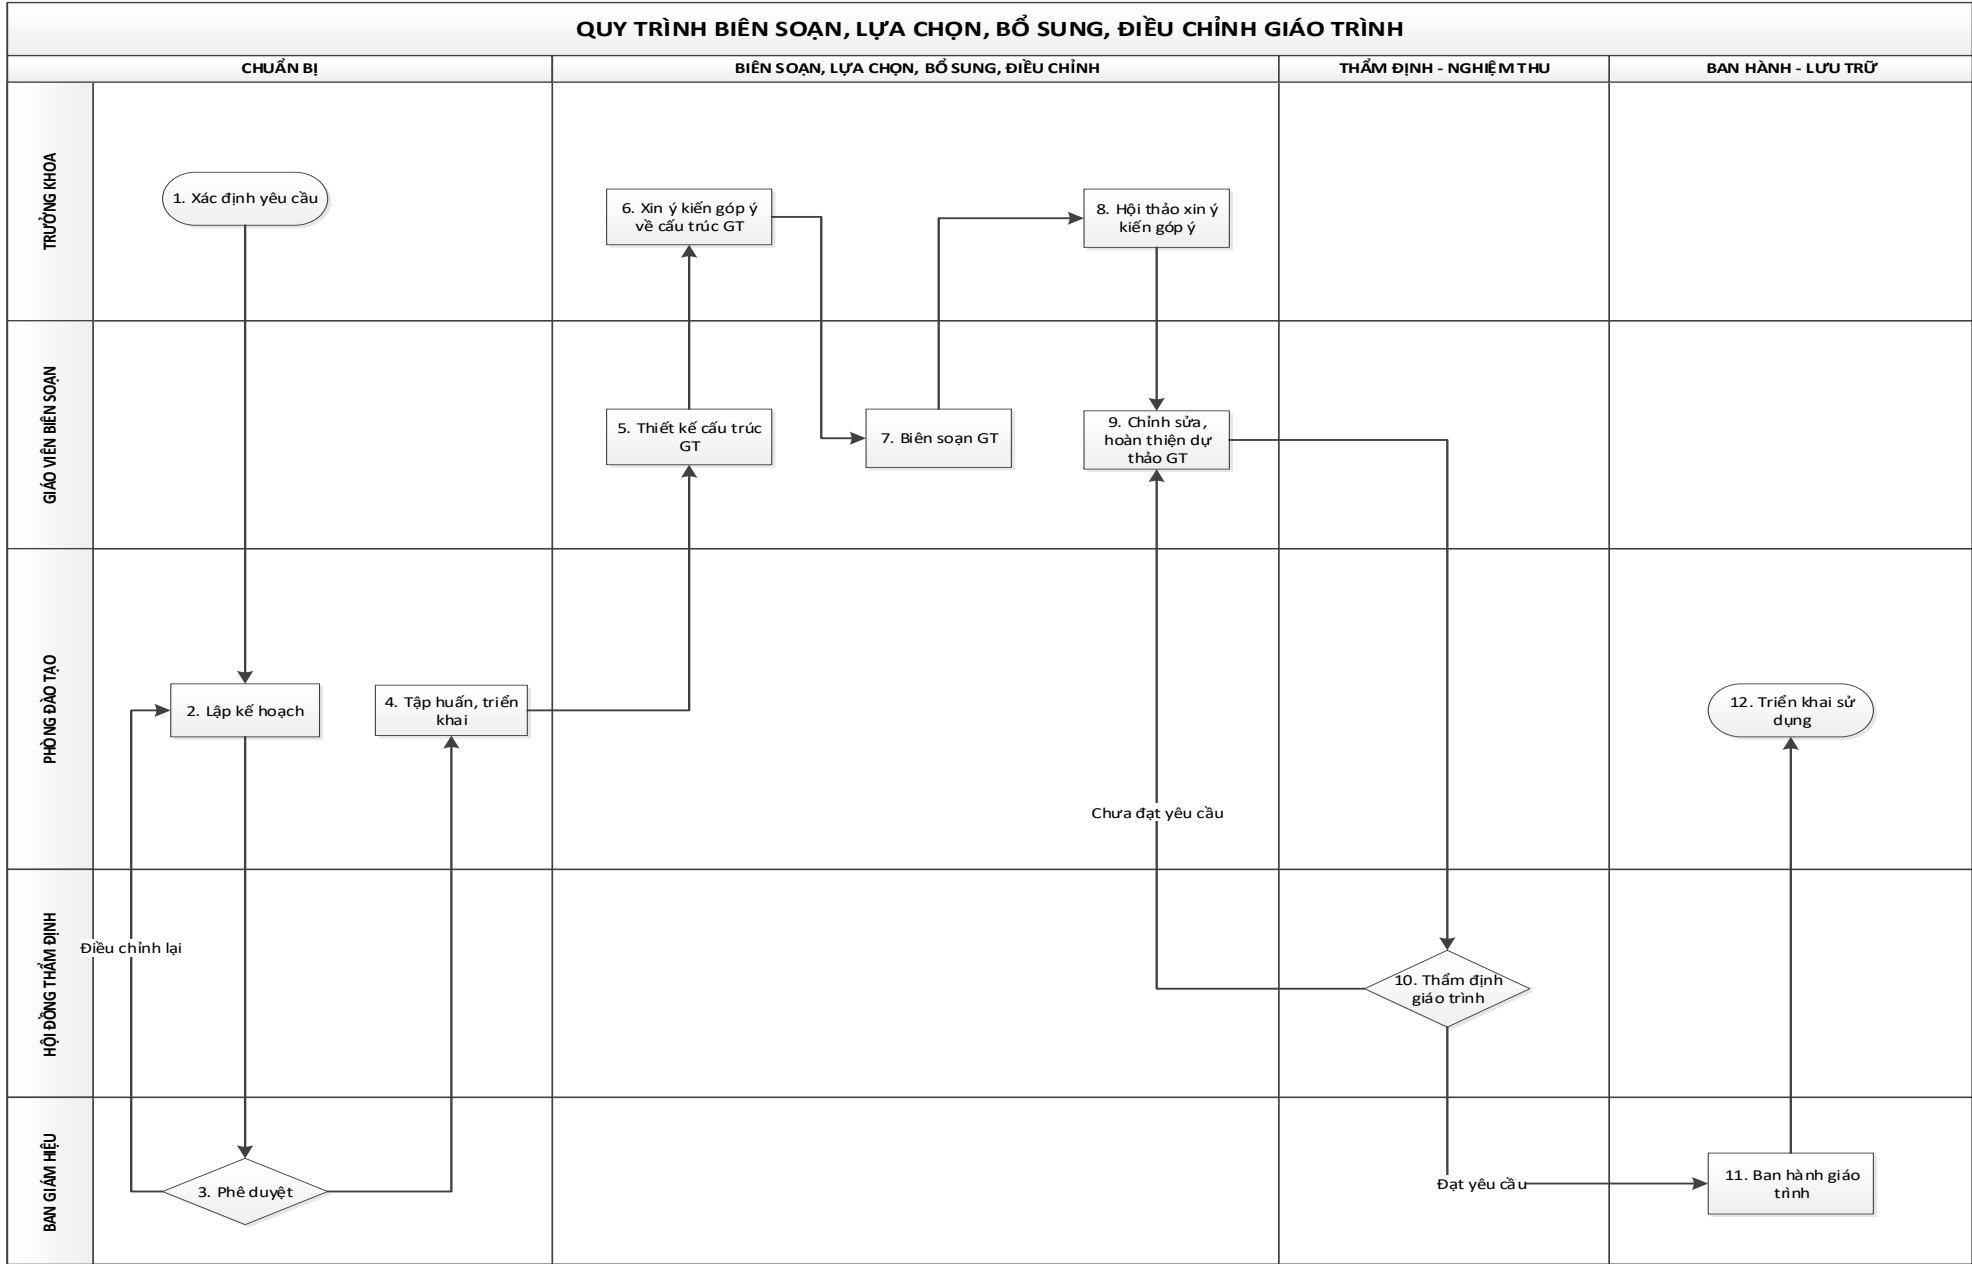 QUY TRÌNH BIÊN SOẠN, LỰA CHỌN, BỔ SUNG, ĐIỀU CHỈNH GIÁO TRÌNH
CHUẨN BỊ
BIÊN SOẠN, LỰA CHỌN, BỔ SUNG, ĐIỀU CHỈNH
THẨM ĐỊNH - NGHIỆM THU
BAN HÀNH - LƯU TRỮ
TRƯỞNG KHOA
1. Xác định yêu cầu
6. Xin ý kiến góp ý
về cấu trúc GT
8. Hội thảo xin ý
kiến góp ý
GIÁO VIÊN BIÊN SOẠN
5. Thiết kế cấu trúc
GT
7. Biên soạn GT
9. Chỉnh sửa,
hoàn thiện dự
thảo GT
PHÒNG ĐÀO TẠO
2. Lập kế hoạch
4. Tập huấn, triển
khai
12. Triển khai sử
dụng
Chưa đạt yêu cầu
HỘI ĐỒNG THẨM ĐỊNH
Điều chỉnh lại
10. Thẩm định
giáo trình
BAN GIÁM HIỆU
3. Phê duyệt
Đạt yêu cầu
11. Ban hành giáo
trình